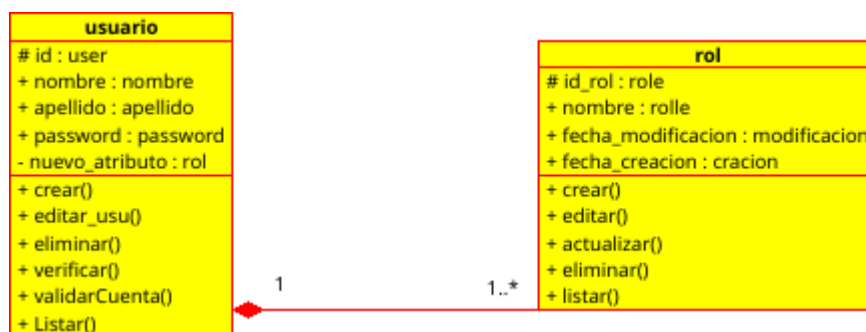 usuario
# id : user
+ nombre : nombre
+ apellido : apellido
+ password : password
- nuevo_atributo : rol
+ crear()
+ editar_usu()
+ eliminar()
+ verificar()
+ validarCuenta()
+ Listar()
1
1..*
rol
# id_rol : role
+ nombre : rolle
+ fecha_modificacion : modificacion
+ fecha_creacion : cracion
+ crear()
+ editar()
+ actualizar()
+ eliminar()
+ listar()